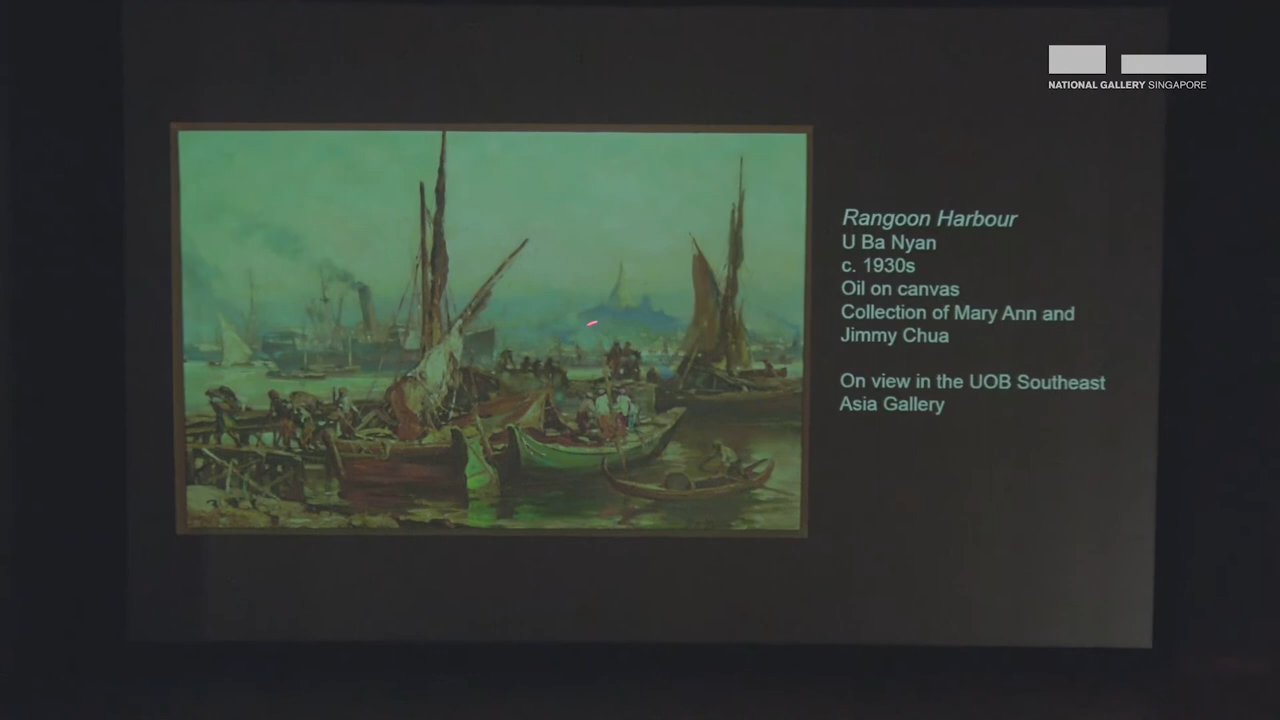 NATIONAL GALLERY SINGAPORE
Rangoon Harbour
U Ba Nyan
c. 1930s
Oil on canvas
Collection of Mary Ann and
Jimmy Chua
On view in the UOB Southeast
Asia Gallery